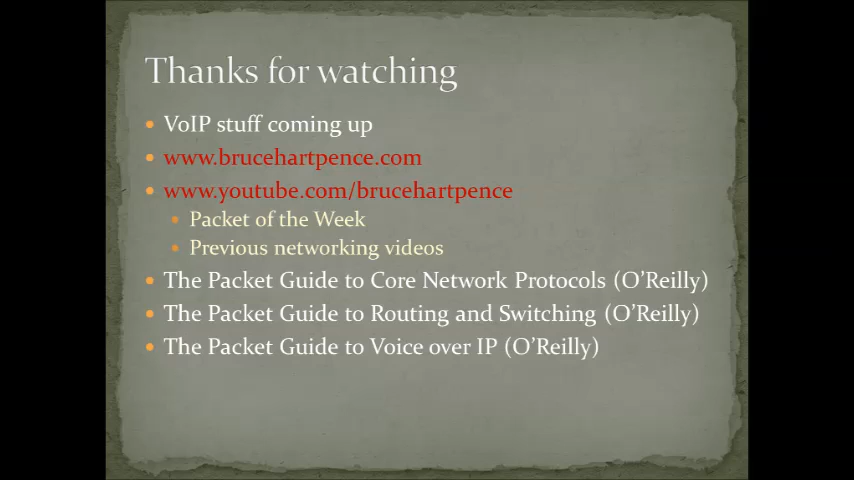 Thanks for watching
VoIP stuff coming up
www.brucehartpence.com
www.youtube.com/brucehartpence
Packet of the Week
Previous networking videos
The Packet Guide to Core Network Protocols (O’Reilly)
The Packet Guide to Routing and Switching (O’Reilly)
The Packet Guide to Voice over IP (O’Reilly)